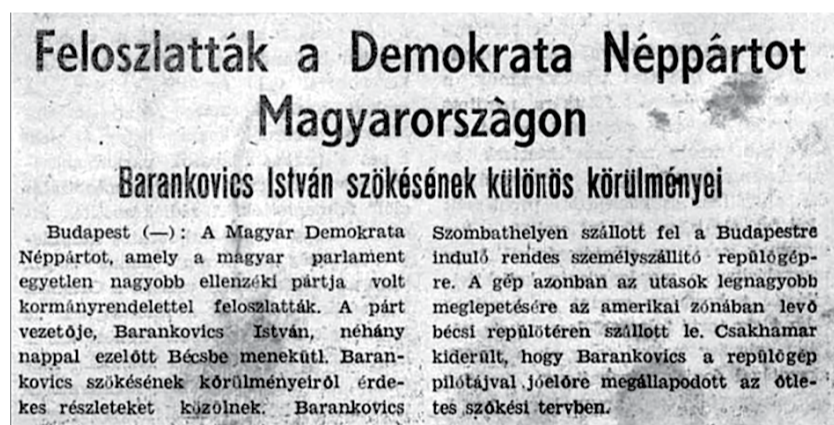 Feloszlatták a Demokrata Néppártot
Magyarországon
Barankovics István szökésének különös körülményei
Budapest (—): A Magyar Demokrata
Néppártot, amely a magyar parlament
egyetlen nagyobb ellenzéki pártja volt
kormányrendelettel feloszlatták. A párt
vezetője, Barankovics István, néhány
nappal ezelőtt Bécsbe menekütl. Baran-
kovics szökésének körülményeiről érde-
kes részleteket közölnek. Barankovics
Szombathelyen szállott fel a Budapestre
induló rendes személyszállító repülőgép-
re. A gép azonban az utasok legnagyobb
meglepetésére az amerikai zónában levő
bécsi repülőtéren szállott le. Csakhamar
kiderült, hogy Barankovics a repülőgép
pilótájval jóelőre megállapodott az ötle-
tes szökési tervben.